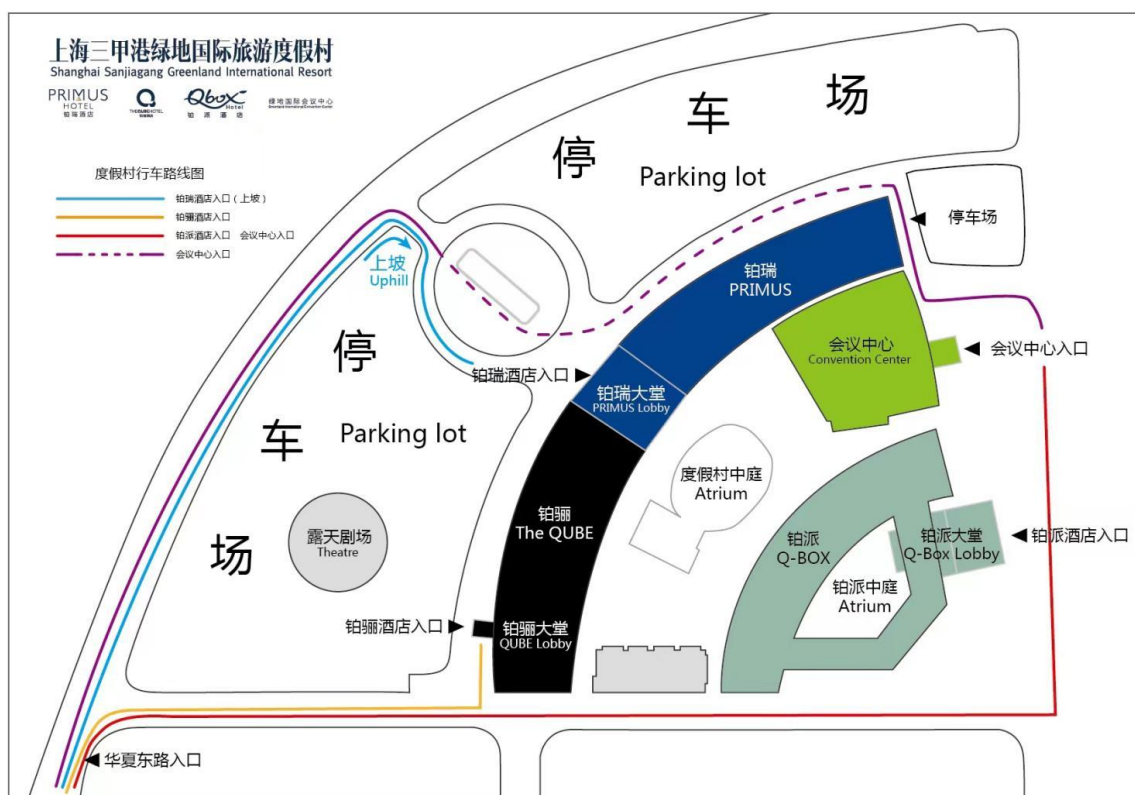 上海三甲港绿地国际旅游度假村
Shanghai Sanjiagang Greenland International Resort
PRIMUS
HOTEL
铂瑞酒店
Qbox
Hotel
铂派酒店
绿地国际会议中心
度假村行车路线图
铂瑞酒店入口（上坡）
铂骊酒店入口
铂派酒店入口 会议中心入口
会议中心入口
停车场
Parking lot
停车场
上坡
Uphill
铂瑞
PRIMUS
会议中心
Convention Center
会议中心入口
铂瑞酒店入口
铂瑞大堂
PRIMUS Lobby
停车场
Parking lot
度假村中庭
Atrium
露天剧场
Theatre
铂骊
The QUBE
铂派
Q-BOX
铂派大堂
Q-Box Lobby
铂派酒店入口
铂派中庭
Atrium
铂骊酒店入口
铂骊大堂
QUBE Lobby
华夏东路入口